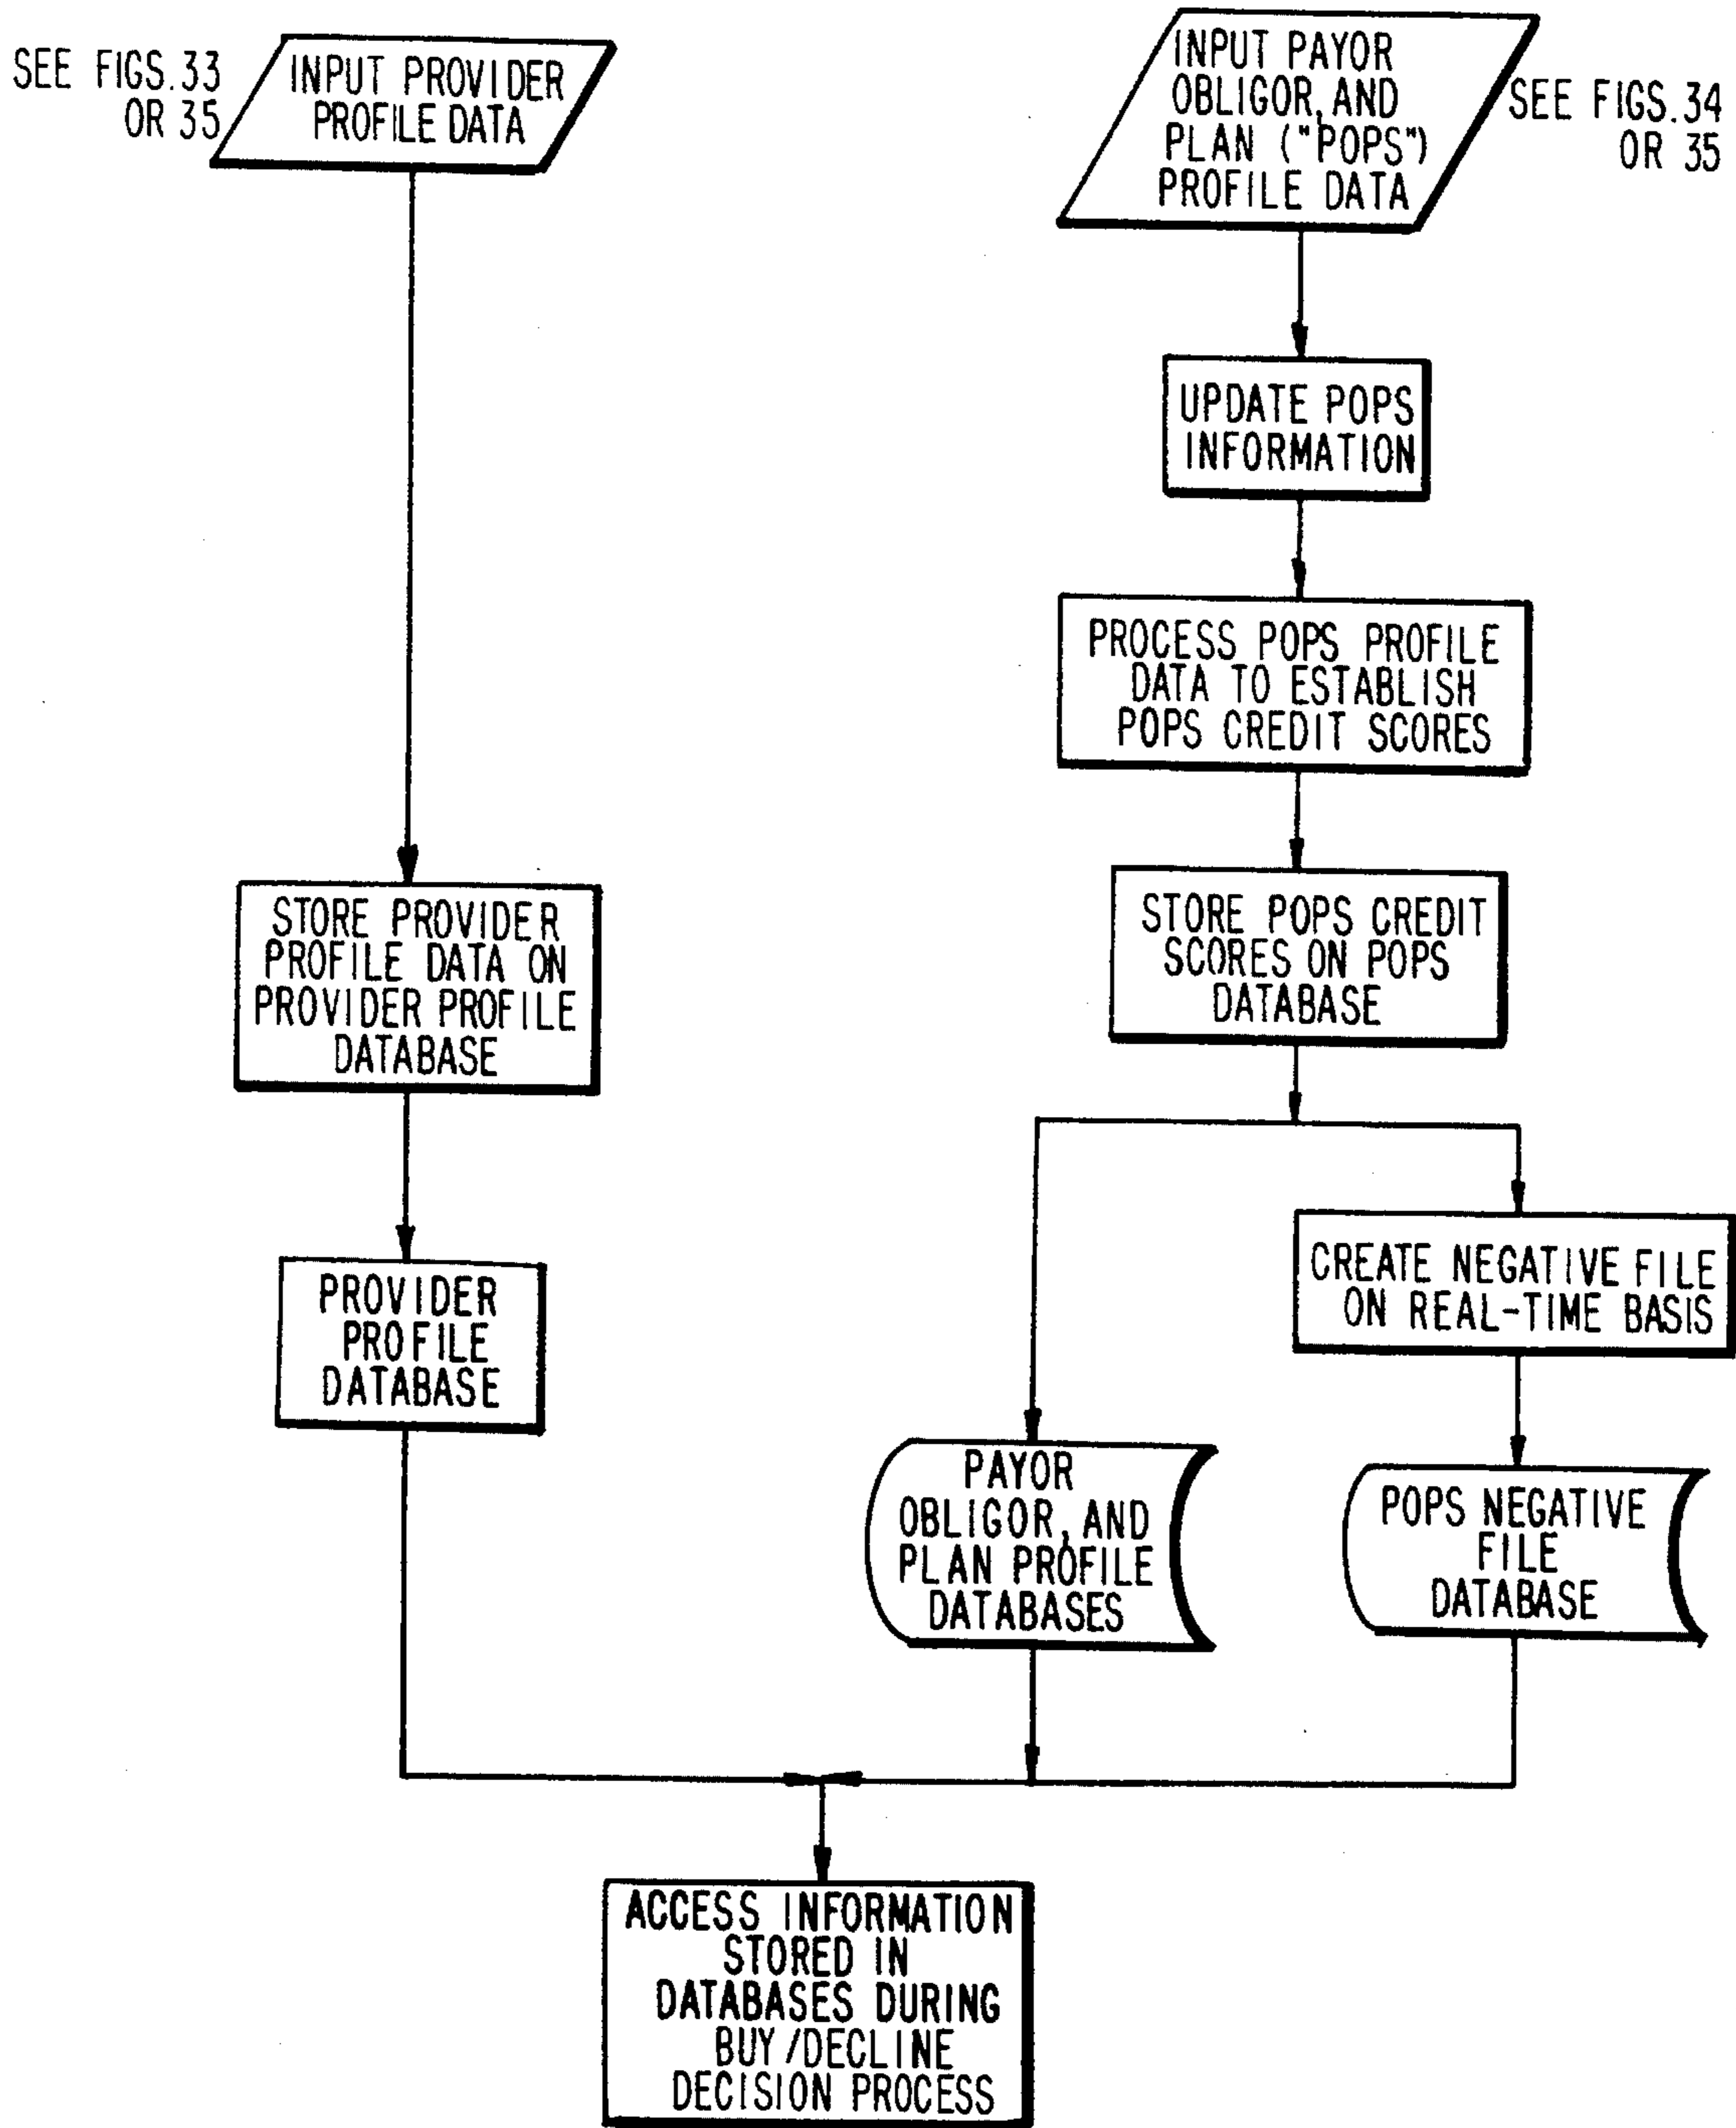 SEE FIGS.33
OR 35
INPUT PROVIDER
PROFILE DATA
INPUT PAYOR
OBLIGOR, AND
PLAN ("POPS")
PROFILE DATA
SEE FIGS.34
OR 35
UPDATE POPS
INFORMATION
PROCESS POPS PROFILE
DATA TO ESTABLISH
POPS CREDIT SCORES
STORE PROVIDER
PROFILE DATA ON
PROVIDER PROFILE
DATABASE
STORE POPS CREDIT
SCORES ON POPS
DATABASE
PROVIDER
PROFILE
DATABASE
CREATE NEGATIVE FILE
ON REAL-TIME BASIS
PAYOR
OBLIGOR, AND
PLAN PROFILE
DATABASES
POPS NEGATIVE
FILE
DATABASE
ACCESS INFORMATION
STORED IN
DATABASES DURING
BUY/DECLINE
DECISION PROCESS